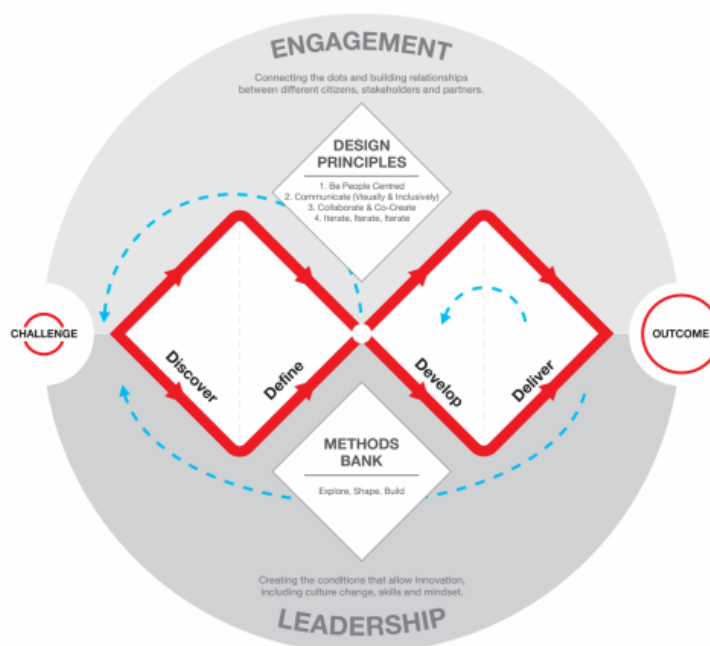 ENGAGEMENT
Connecting the dots and building relationships
between different citizens, stakeholders and partners.
DESIGN
PRINCIPLES
1. Be People Centred
2. Communicate (Visually & Inclusively)
3. Collaborate & Co-Create
4. Iterate, Iterate, Iterate
CHALLENGE
OUTCOME
Discover
Define
Develop
Deliver
METHODS
BANK
Explore, Shape, Build
Creating the conditions that allow innovation,
including culture change, skills and mindset.
LEADERSHIP